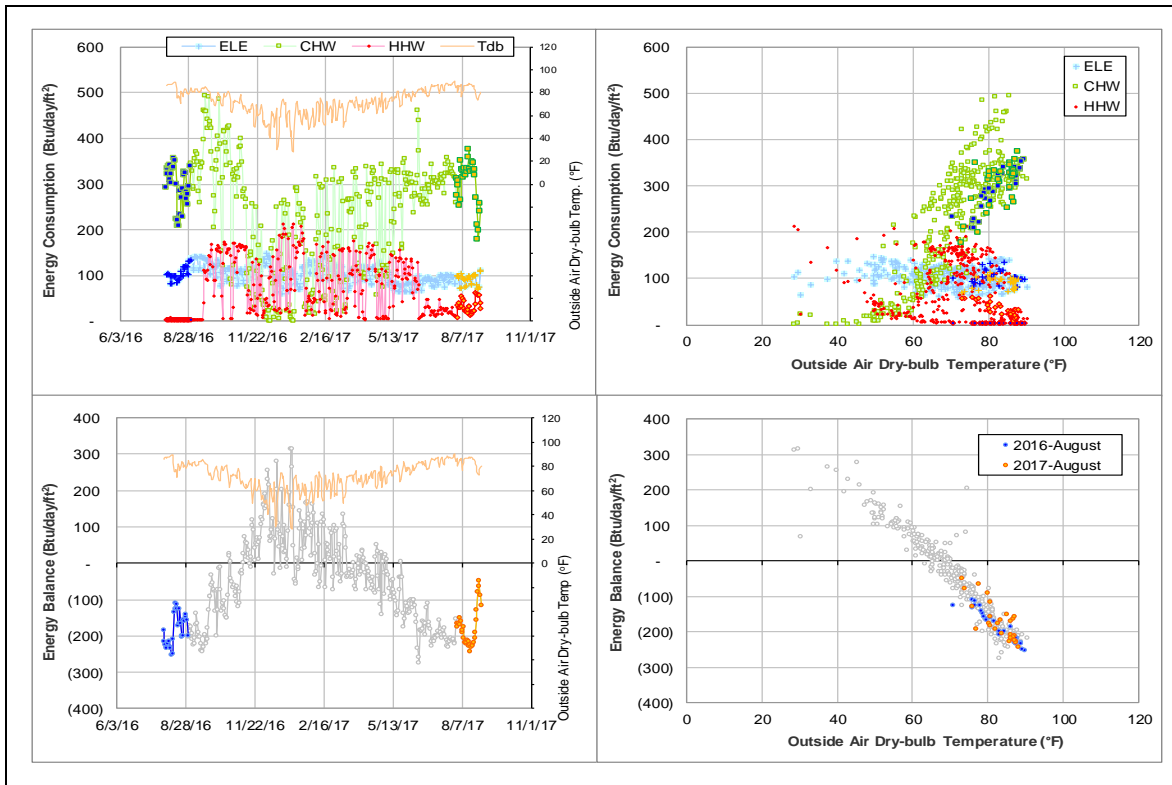 ELE CHW HHW Tdb
Energy Consumption (Btu/day/ft²)
600
500
400
300
200
100
-
120
100
80
60
40
20
0
Outside Air Dry-bulb Temp. (°F)
6/3/16 8/28/16 11/22/16 2/16/17 5/13/17 8/7/17 11/1/17
Energy Consumption (Btu/day/ft²)
600
500
400
300
200
100
-
ELE
CHW
HHW
0 20 40 60 80 100 120
Outside Air Dry-bulb Temperature (°F)
Energy Balance (Btu/day/ft²)
400
300
200
100
-
(100)
(200)
(300)
(400)
120
100
80
60
40
20
0
Outside Air Dry-bulb Temp (°F)
6/3/16 8/28/16 11/22/16 2/16/17 5/13/17 8/7/17 11/1/17
Energy Balance (Btu/day/ft²)
400
300
200
100
-
(100)
(200)
(300)
(400)
2016-August
2017-August
0 20 40 60 80 100 120
Outside Air Dry-bulb Temperature (°F)